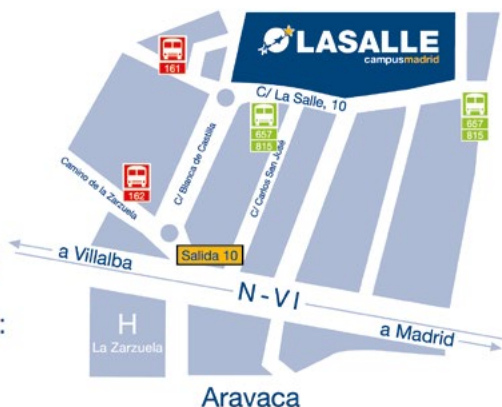 LASALLE
campusmadrid
161
C/ La Salle, 10
657
815
657
815
C/ Blanca de Castilla
C/ Carlos San José
Camino de la Zarzuela
162
Salida 10
a Villalba
N-VI
a Madrid
:
H
La Zarzuela
Aravaca